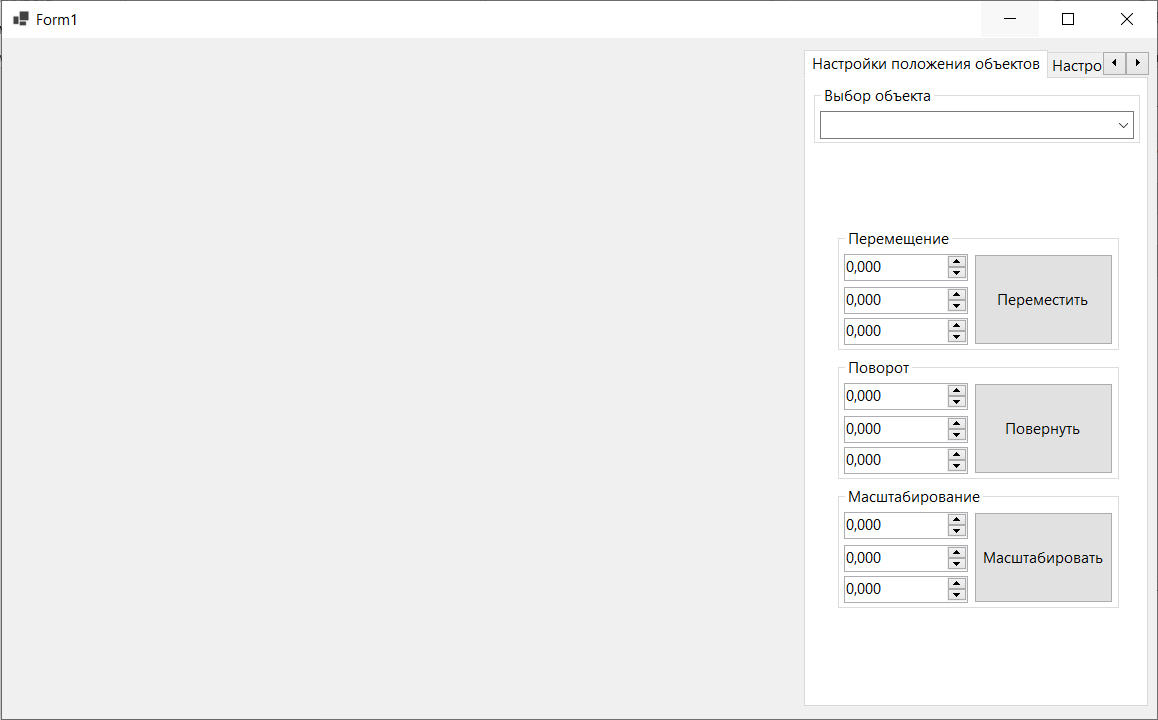 Form1
Настройки положения объектов
Настро
Выбор объекта
Перемещение
0,000
0,000
0,000
Переместить
Поворот
0,000
0,000
0,000
Повернуть
Масштабирование
0,000
0,000
0,000
Масштабировать